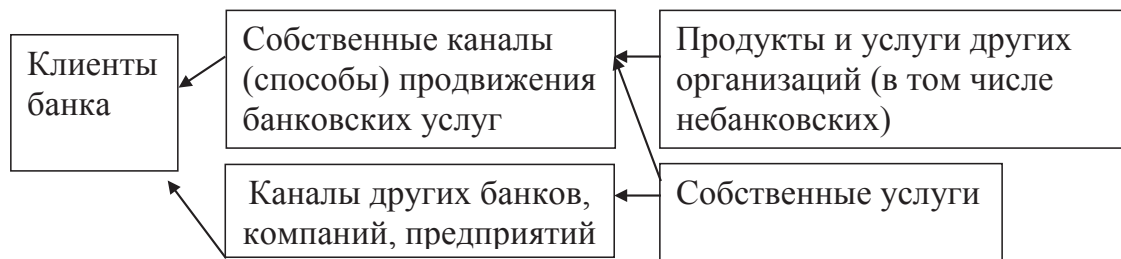 Клиенты
банка
Собственные каналы
(способы) продвижения
банковских услуг
Продукты и услуги других
организаций (в том числе
небанковских)
Каналы других банков,
компаний, предприятий
Собственные услуги